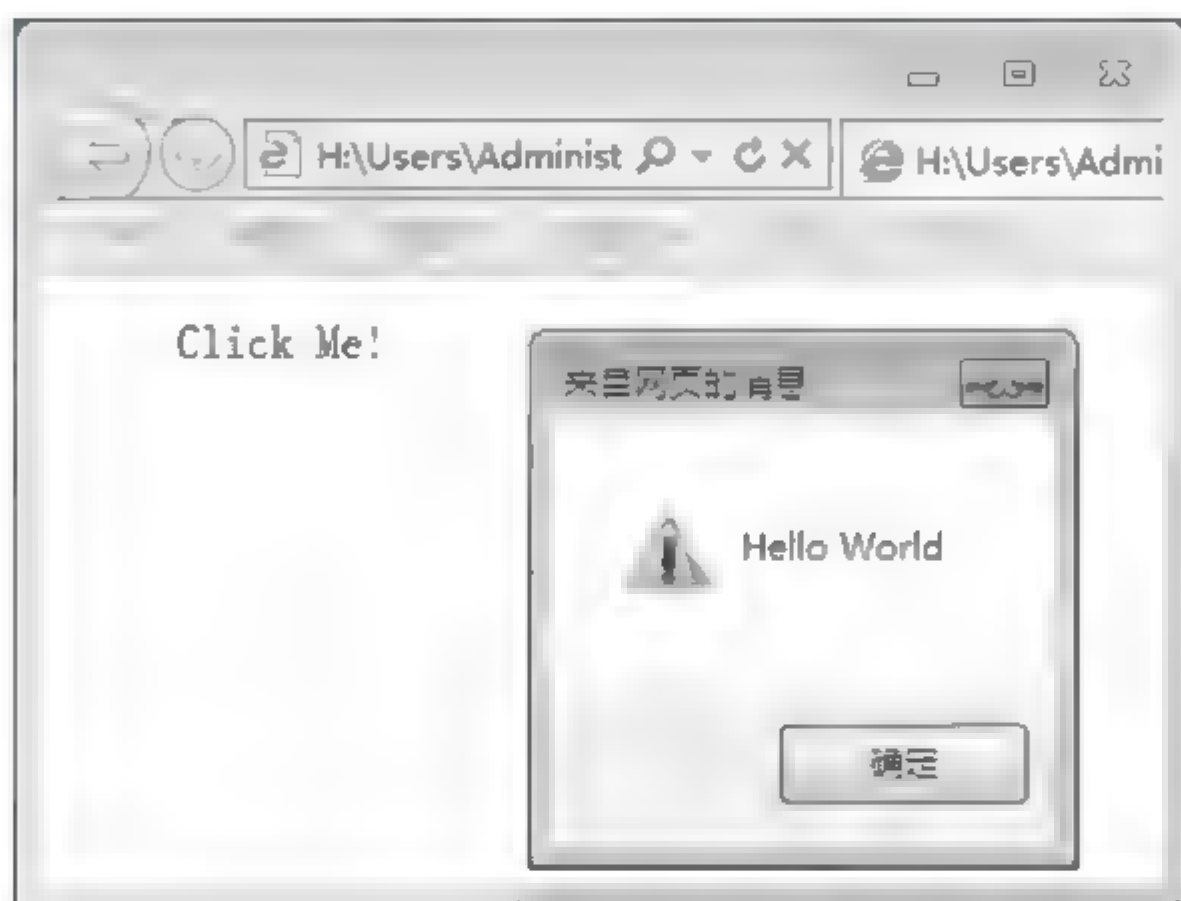 H:\Users\Administ
H:\Users\Admi
Click Me!
来自网页的消息
Hello World
确定